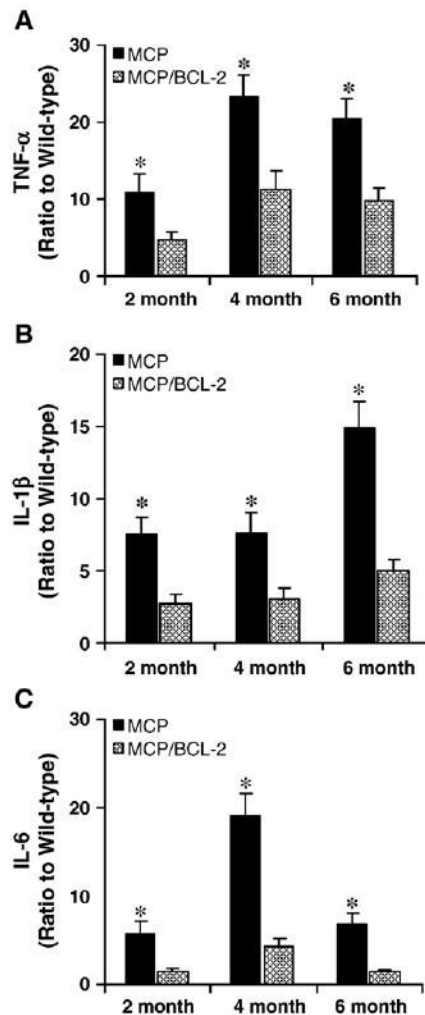 A
TNF-α
(Ratio to Wild-type)
30
20
10
0
MCP
MCP/BCL-2
*
*
*
2 month
4 month
6 month
B
IL-1β
(Ratio to Wild-type)
20
15
10
5
0
MCP
MCP/BCL-2
*
*
*
2 month
4 month
6 month
C
IL-6
(Ratio to Wild-type)
30
20
10
0
MCP
MCP/BCL-2
*
*
*
2 month
4 month
6 month